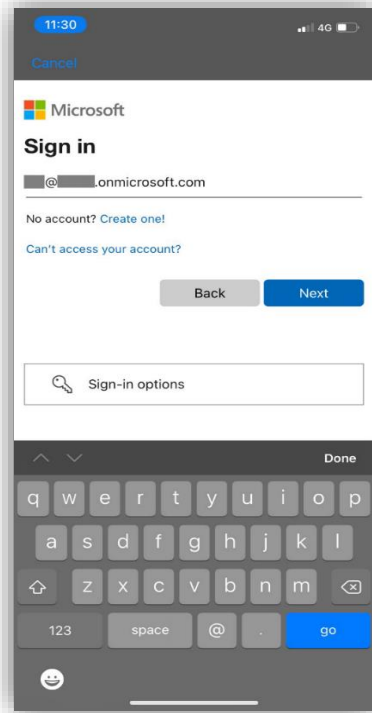 11:30
4G
Cancel
Microsoft
Sign in
@ .onmicrosoft.com
No account? Create one!
Can't access your account?
Back Next
Sign-in options
Done
q w e r t y u i o p
a s d f g h j k l
z x c v b n m
123 space @ . go